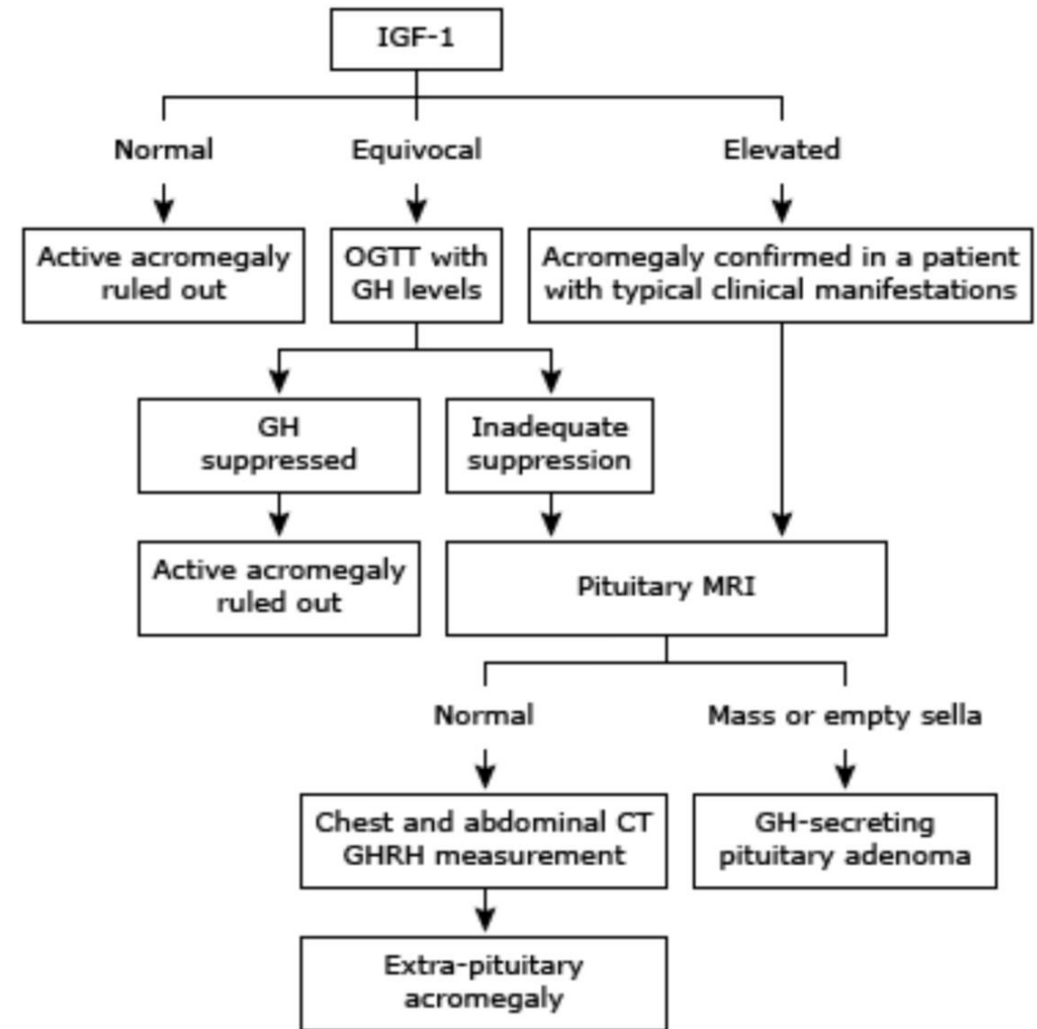 IGF-1
Normal
Equivocal
Elevated
Active acromegaly
ruled out
OGTT with
GH levels
Acromegaly confirmed in a patient
with typical clinical manifestations
GH
suppressed
Inadequate
suppression
Active acromegaly
ruled out
Pituitary MRI
Normal
Mass or empty sella
Chest and abdominal CT
GHRH measurement
GH-secreting
pituitary adenoma
Extra-pituitary
acromegaly